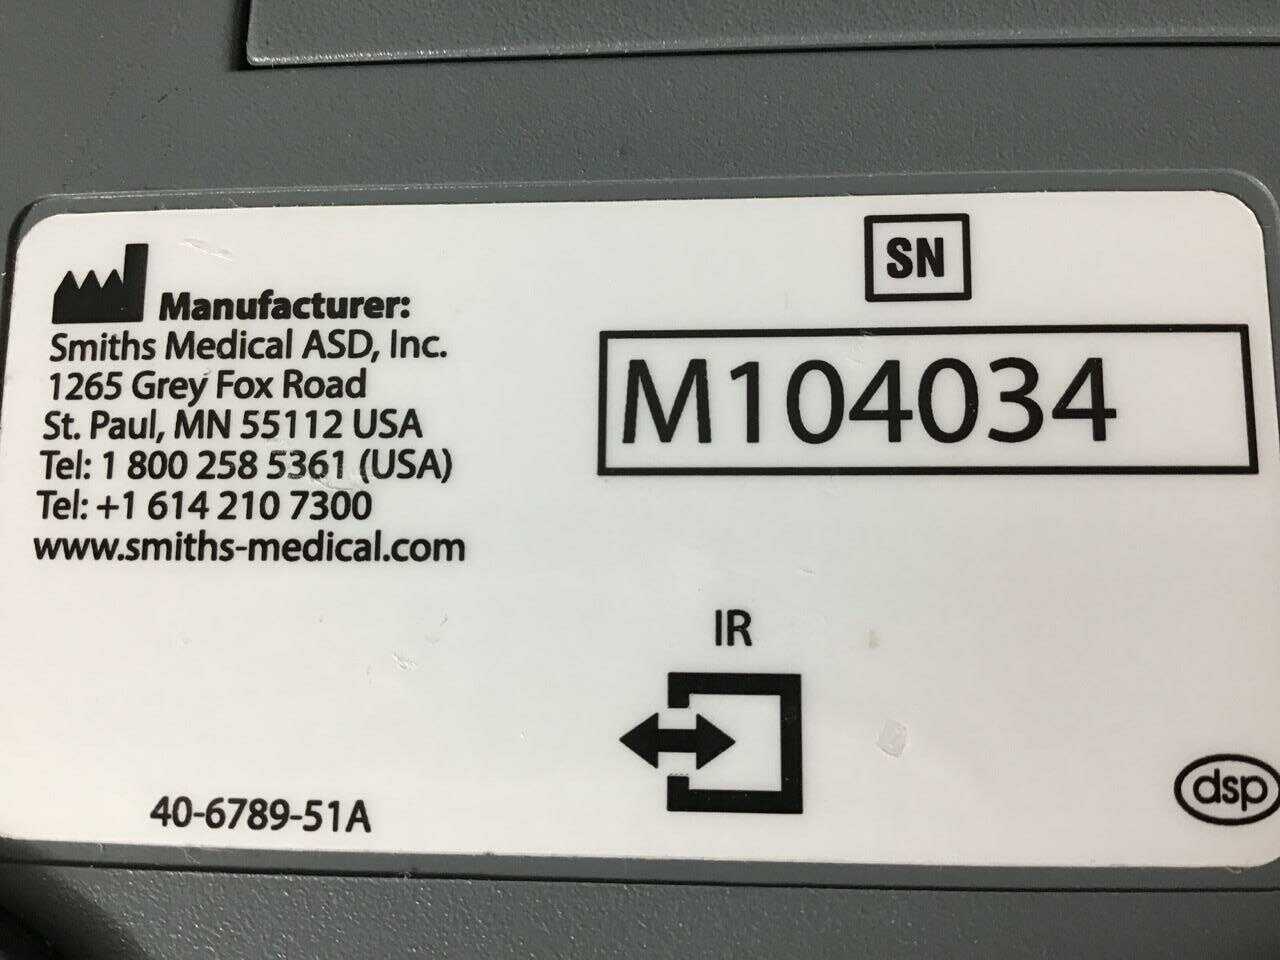 Manufacturer:
Smiths Medical ASD, Inc.
1265 Grey Fox Road
St. Paul, MN 55112 USA
Tel: 1 800 258 5361 (USA)
Tel: +1 614 210 7300
www.smiths-medical.com
SN
M104034
IR
40-6789-51A
dsp